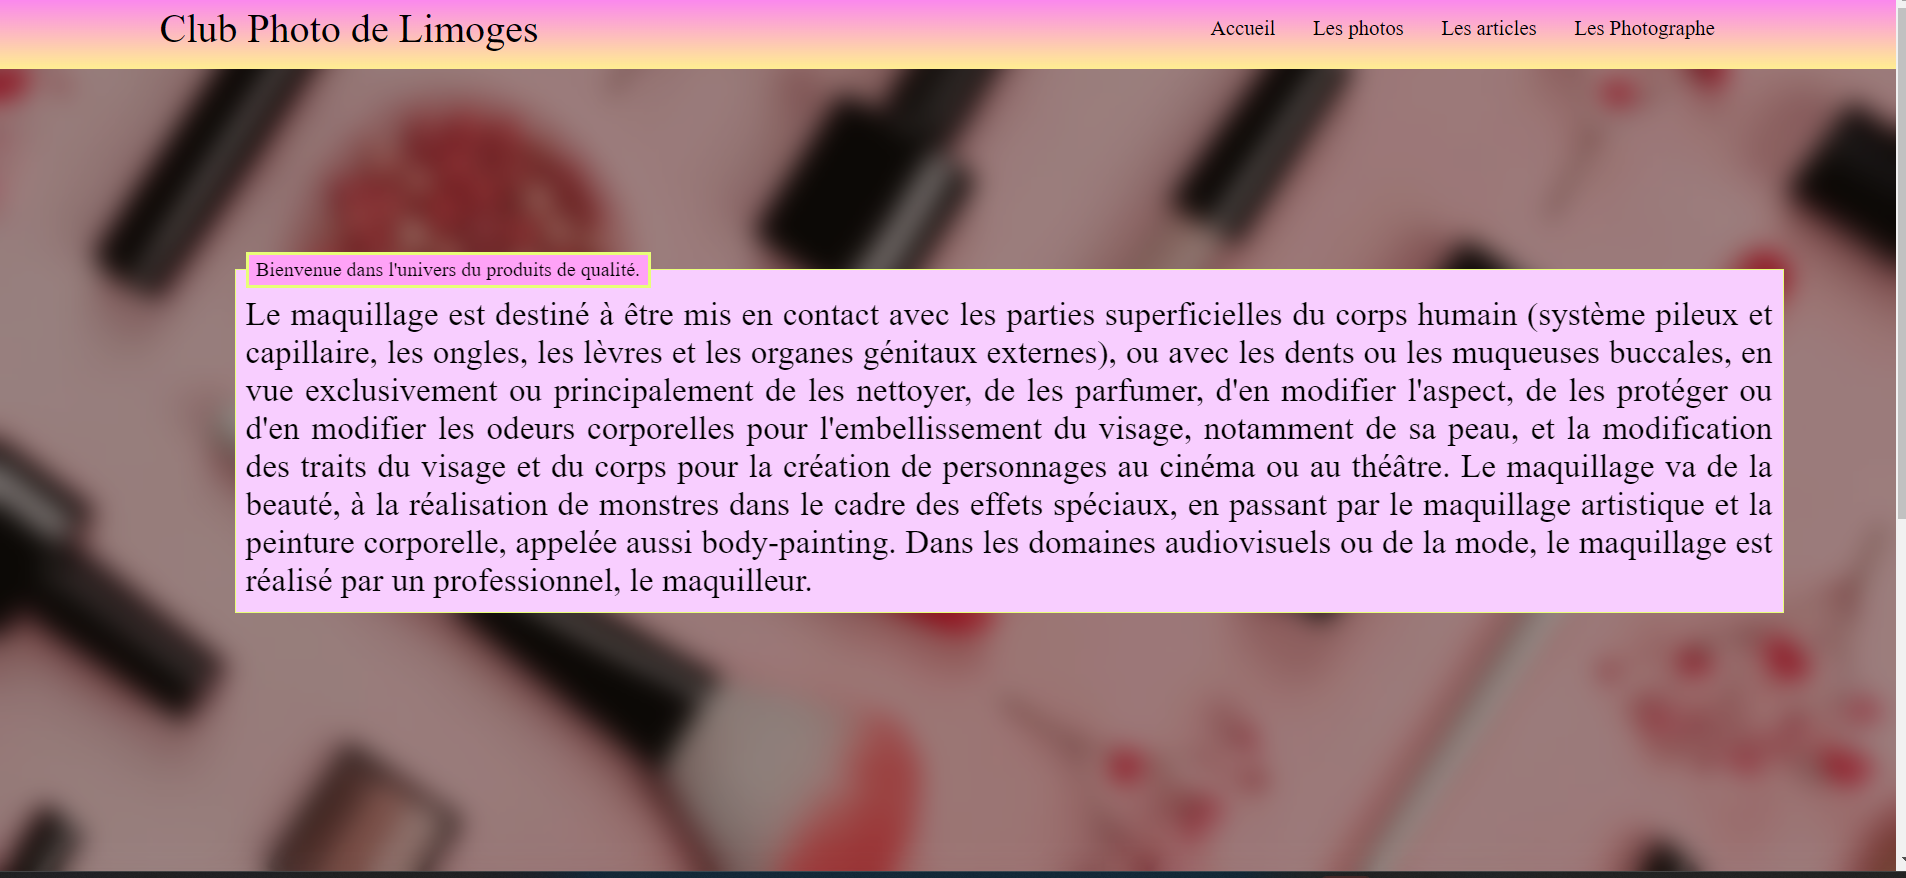 Club Photo de Limoges
Accueil Les photos Les articles Les Photographe
Bienvenue dans l'univers du produits de qualité.
Le maquillage est destiné à être mis en contact avec les parties superficielles du corps humain (système pileux et
capillaire, les ongles, les lèvres et les organes génitaux externes), ou avec les dents ou les muqueuses buccales, en
vue exclusivement ou principalement de les nettoyer, de les parfumer, d'en modifier l'aspect, de les protéger ou
d'en modifier les odeurs corporelles pour l'embellissement du visage, notamment de sa peau, et la modification
des traits du visage et du corps pour la création de personnages au cinéma ou au théâtre. Le maquillage va de la
beauté, à la réalisation de monstres dans le cadre des effets spéciaux, en passant par le maquillage artistique et la
peinture corporelle, appelée aussi body-painting. Dans les domaines audiovisuels ou de la mode, le maquillage est
réalisé par un professionnel, le maquilleur.